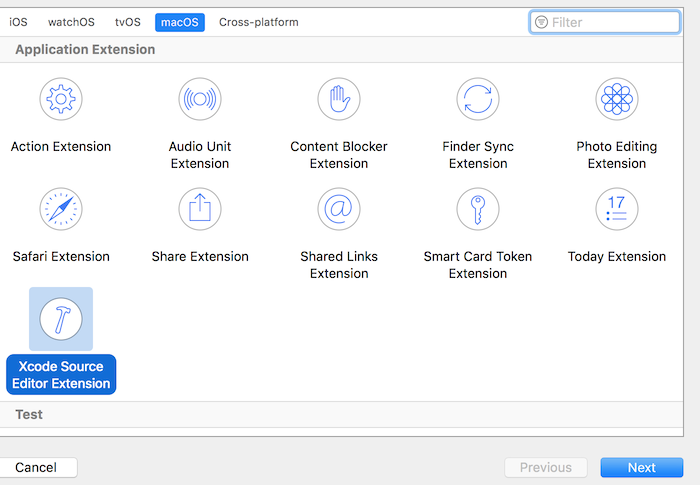 iOS watchOS tvOS macOS Cross-platform Filter
Application Extension
Action Extension Audio Unit Content Blocker Finder Sync Photo Editing
Extension Extension Extension Extension
17
Safari Extension Share Extension Shared Links Smart Card Token Today Extension
Extension Extension
Xcode Source
Editor Extension
Test
Cancel Previous Next